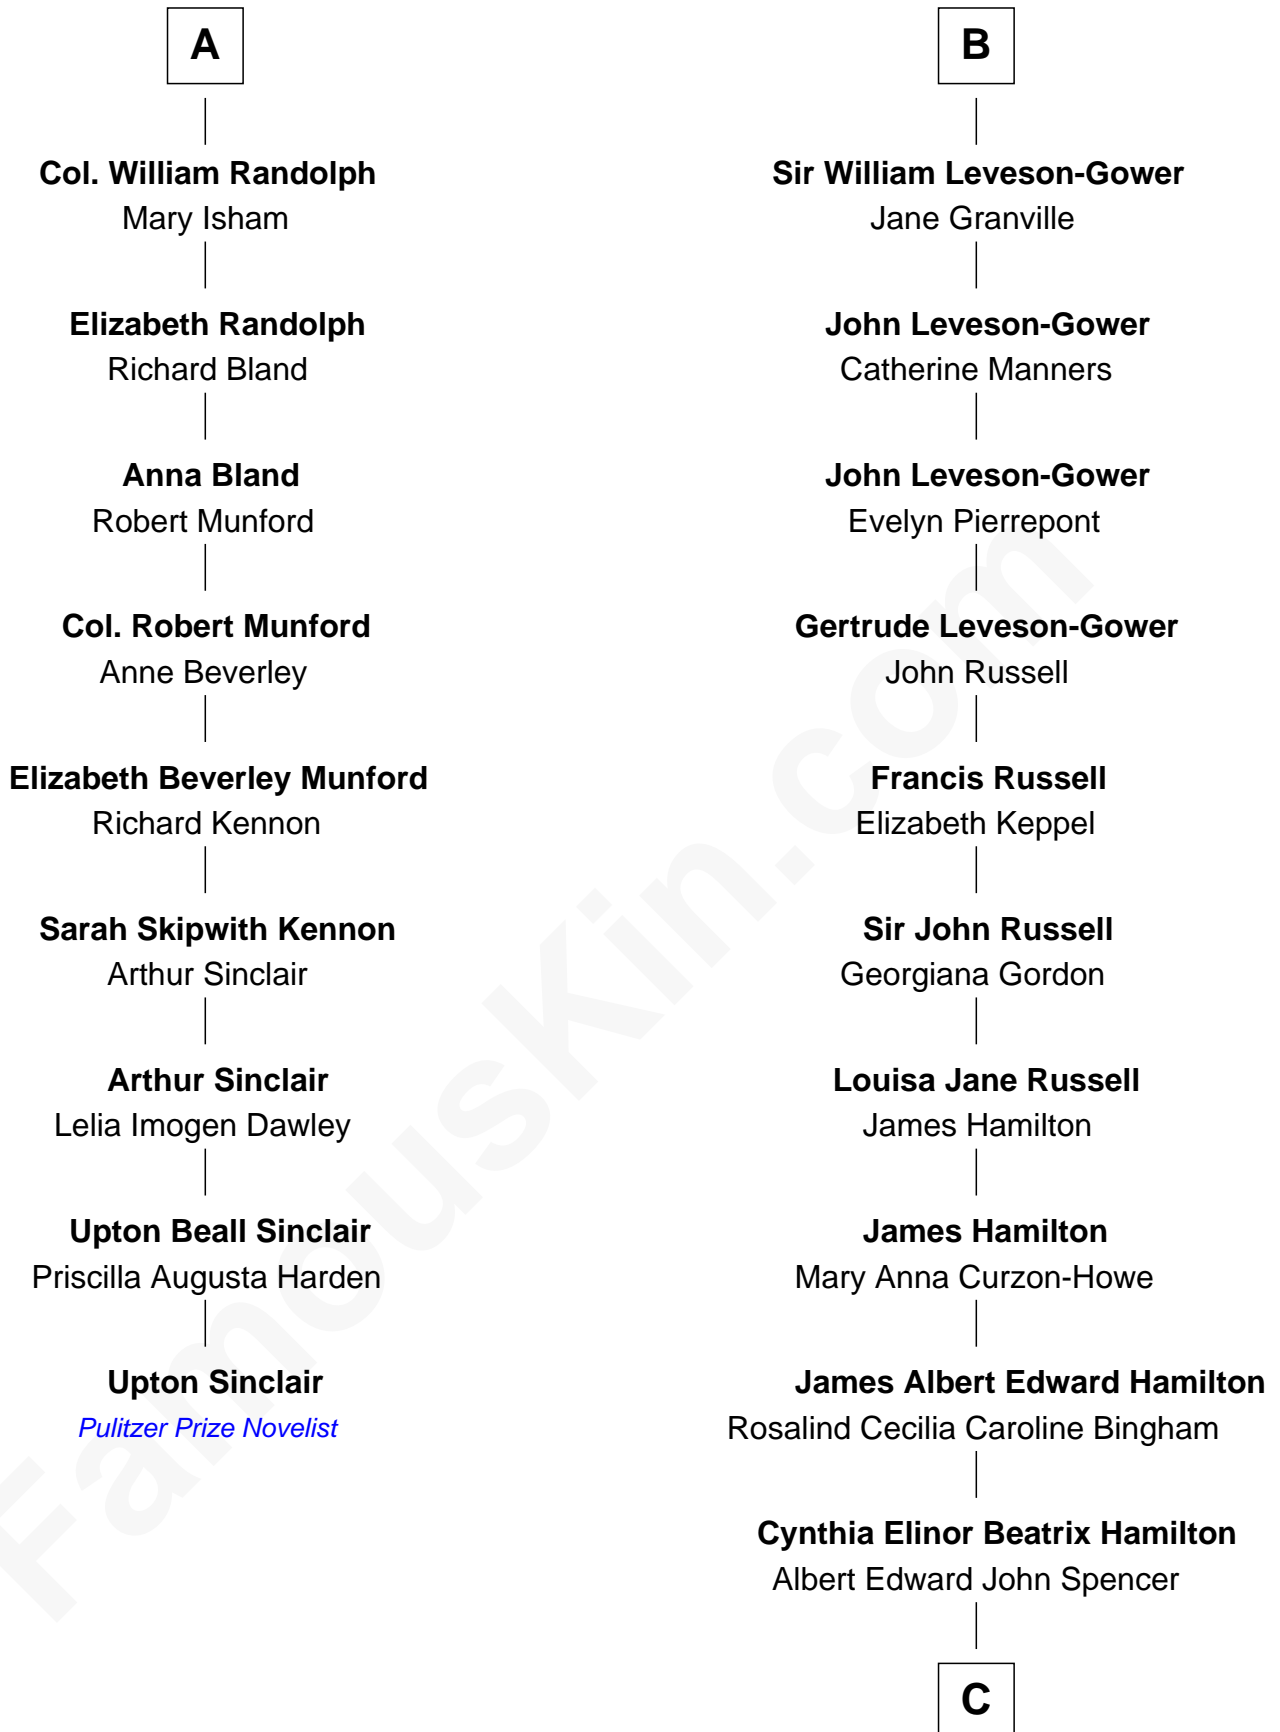 A
Col. William Randolph
Mary Isham
Elizabeth Randolph
Richard Bland
Anna Bland
Robert Munford
Col. Robert Munford
Anne Beverley
Elizabeth Beverley Munford
Richard Kennon
Sarah Skipwith Kennon
Arthur Sinclair
Arthur Sinclair
Lelia Imogen Dawley
Upton Beall Sinclair
Priscilla Augusta Harden
Upton Sinclair
Pulitzer Prize Novelist
B
Sir William Leveson-Gower
Jane Granville
John Leveson-Gower
Catherine Manners
John Leveson-Gower
Evelyn Pierrepont
Gertrude Leveson-Gower
John Russell
Francis Russell
Elizabeth Keppel
Sir John Russell
Georgiana Gordon
Louisa Jane Russell
James Hamilton
James Hamilton
Mary Anna Curzon-Howe
James Albert Edward Hamilton
Rosalind Cecilia Caroline Bingham
Cynthia Elinor Beatrix Hamilton
Albert Edward John Spencer
C
FamousKin.com